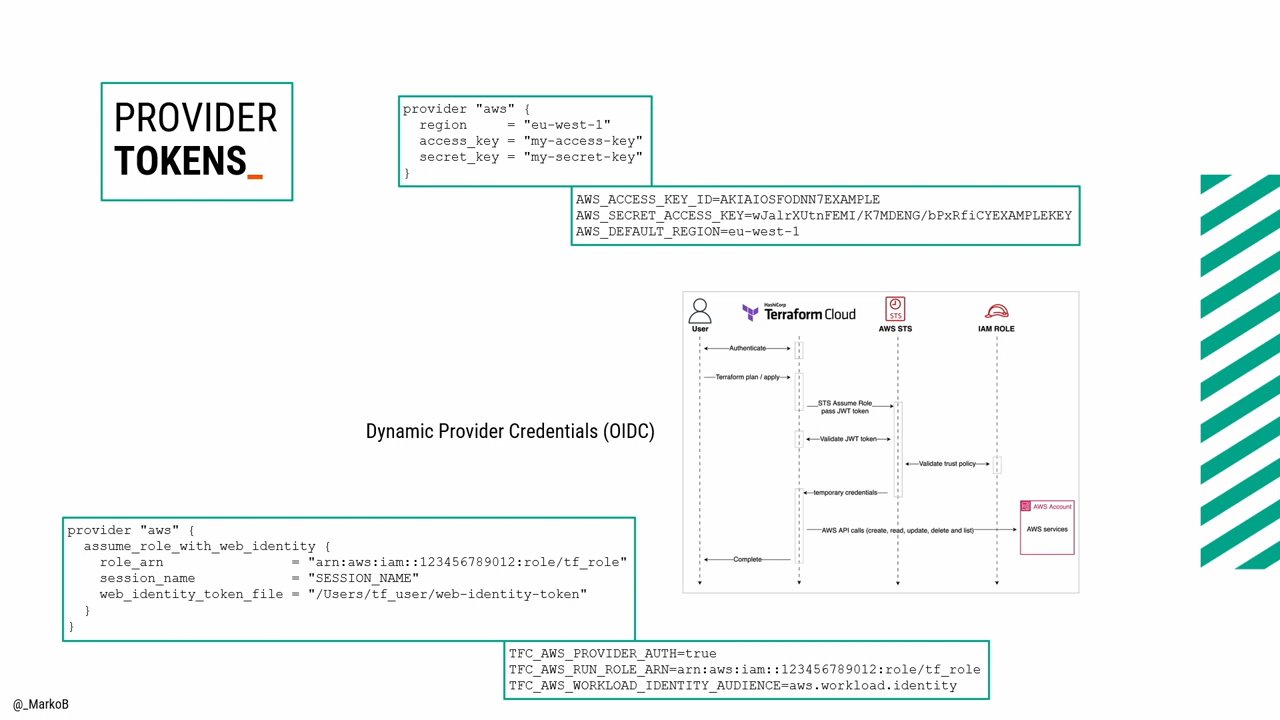 PROVIDER
TOKENS_
provider "aws" {
  region     = "eu-west-1"
  access_key = "my-access-key"
  secret_key = "my-secret-key"
}
AWS_ACCESS_KEY_ID=AKIAIOSFODNN7EXAMPLE
AWS_SECRET_ACCESS_KEY=wJalrXUtnFEMI/K7MDENG/bPxRfiCYEXAMPLEKEY
AWS_DEFAULT_REGION=eu-west-1
HashiCorp
Terraform Cloud
STS
User
AWS STS
IAM ROLE
Authenticate
Terraform plan / apply
STS Assume Role
pass JWT token
Validate JWT token
Validate trust policy
temporary credentials
AWS Account
AWS API calls (create, read, update, delete and list)
AWS services
Complete
Dynamic Provider Credentials (OIDC)
provider "aws" {
  assume_role_with_web_identity {
    role_arn                = "arn:aws:iam::123456789012:role/tf_role"
    session_name            = "SESSION_NAME"
    web_identity_token_file = "/Users/tf_user/web-identity-token"
  }
}
TFC_AWS_PROVIDER_AUTH=true
TFC_AWS_RUN_ROLE_ARN=arn:aws:iam::123456789012:role/tf_role
TFC_AWS_WORKLOAD_IDENTITY_AUDIENCE=aws.workload.identity
@_MarkoB